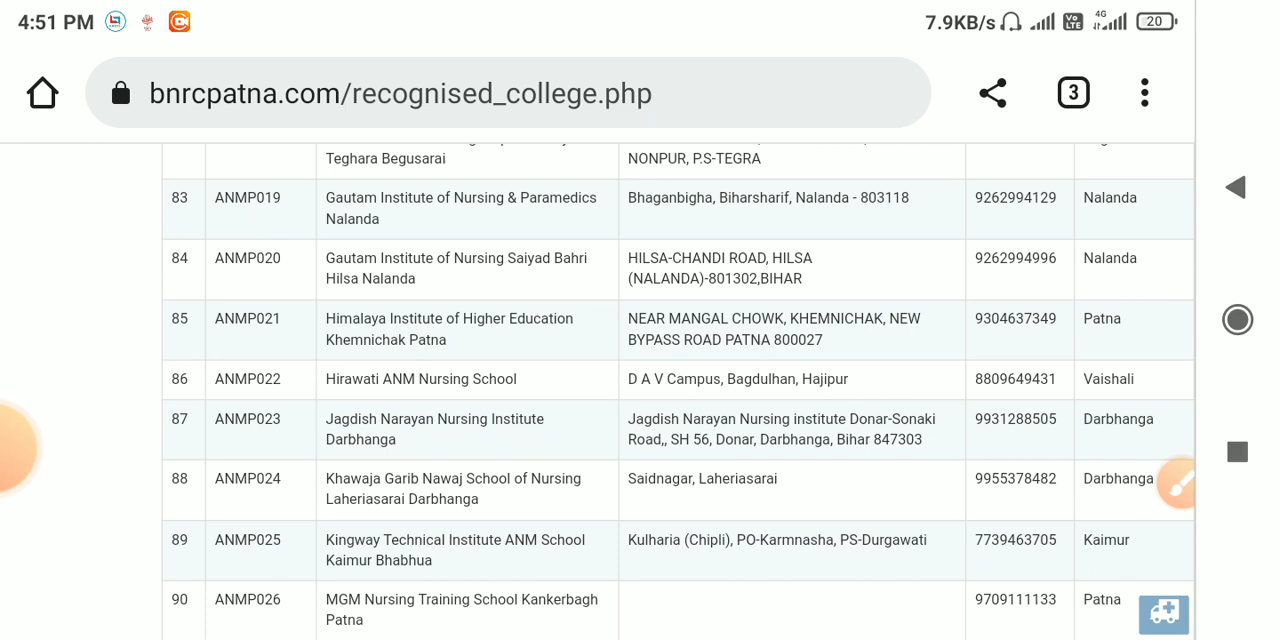 4:51 PM
7.9KB/s Vo LTE 4G 20
bnrcpatna.com/recognised_college.php
3
Teghara Begusarai NONPUR, P.S-TEGRA
83 ANMP019 Gautam Institute of Nursing & Paramedics Bhaganbigha, Biharsharif, Nalanda - 803118 9262994129 Nalanda
Nalanda
84 ANMP020 Gautam Institute of Nursing Saiyad Bahri HILSA-CHANDI ROAD, HILSA 9262994996 Nalanda
Hilsa Nalanda (NALANDA)-801302,BIHAR
85 ANMP021 Himalaya Institute of Higher Education NEAR MANGAL CHOWK, KHEMNICHAK, NEW 9304637349 Patna
Khemnichak Patna BYPASS ROAD PATNA 800027
86 ANMP022 Hirawati ANM Nursing School D A V Campus, Bagdulhan, Hajipur 8809649431 Vaishali
87 ANMP023 Jagdish Narayan Nursing Institute Jagdish Narayan Nursing institute Donar-Sonaki 9931288505 Darbhanga
Darbhanga Road,, SH 56, Donar, Darbhanga, Bihar 847303
88 ANMP024 Khawaja Garib Nawaj School of Nursing Saidnagar, Laheriasarai 9955378482 Darbhanga
Laheriasarai Darbhanga
89 ANMP025 Kingway Technical Institute ANM School Kulharia (Chipli), PO-Karmnasha, PS-Durgawati 7739463705 Kaimur
Kaimur Bhabhua
90 ANMP026 MGM Nursing Training School Kankerbagh 9709111133 Patna
Patna